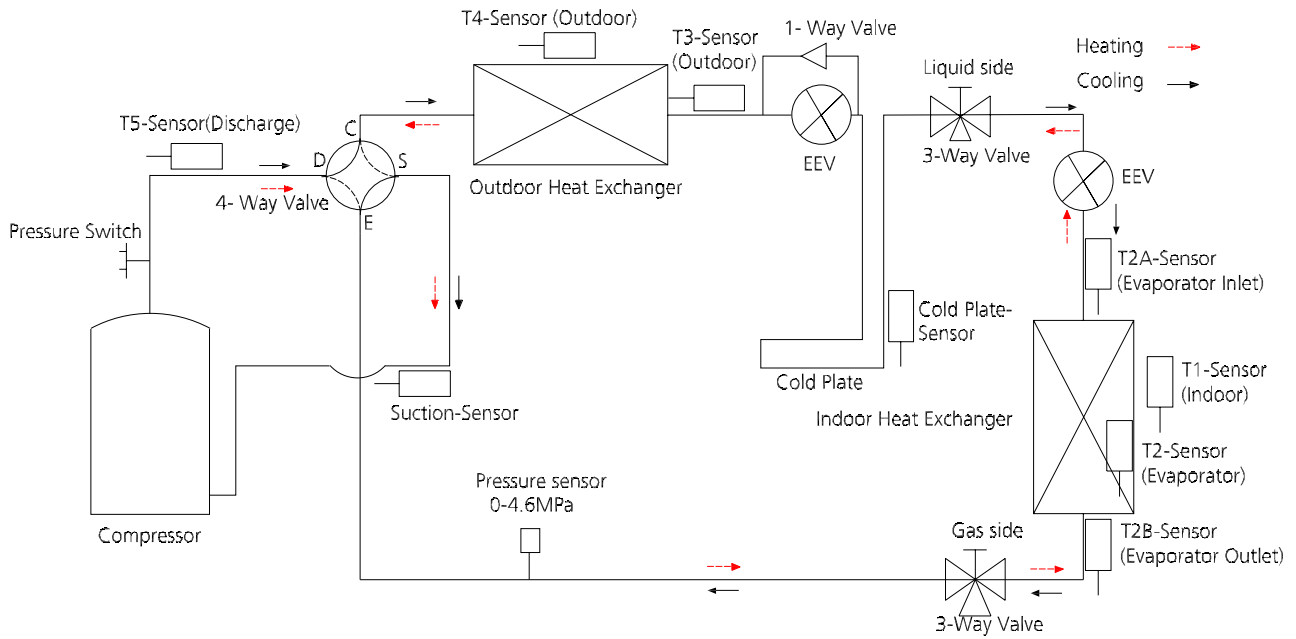 T4-Sensor (Outdoor)
1- Way Valve
T3-Sensor
(Outdoor)
Heating
Liquid side
Cooling
T5-Sensor(Discharge)
C
D
S
3-Way Valve
EEV
EEV
Outdoor Heat Exchanger
4- Way Valve
E
Pressure Switch
T2A-Sensor
(Evaporator Inlet)
Cold Plate-
Sensor
Cold Plate
T1-Sensor
(Indoor)
Suction-Sensor
Indoor Heat Exchanger
T2-Sensor
(Evaporator)
Pressure sensor
0-4.6MPa
Compressor
Gas side
T2B-Sensor
(Evaporator Outlet)
3-Way Valve